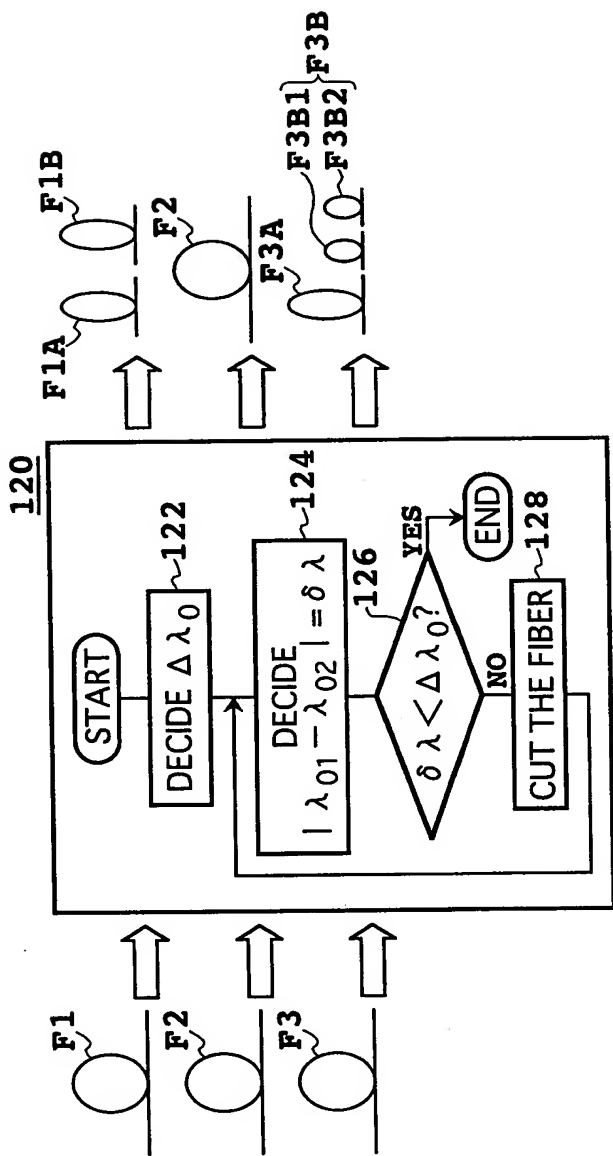 F1
F2
F3
120
START
DECIDE Δλ0
122
DECIDE
|λ01−λ02|=δλ
124
δλ<Δλ0?
126
YES
END
NO
CUT THE FIBER
128
F1A
F1B
F2
F3A
F3B1
F3B2
F3B